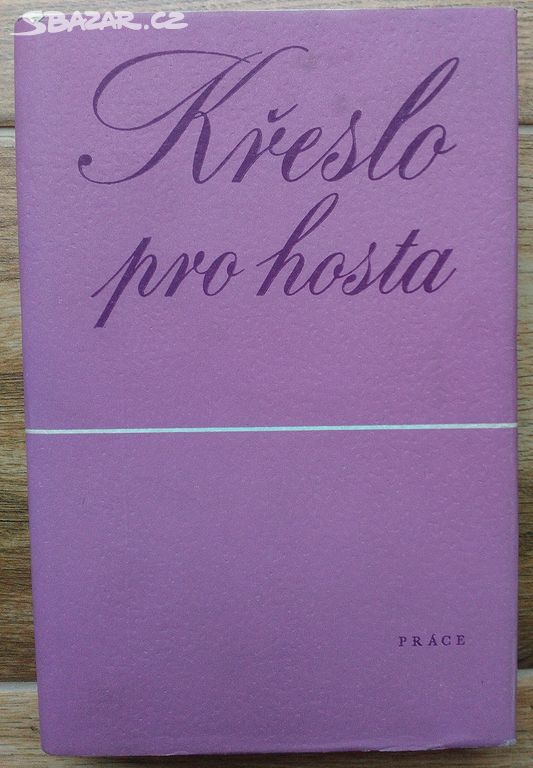 SBAZAR.CZ
Křeslo
pro hosta
PRÁCE